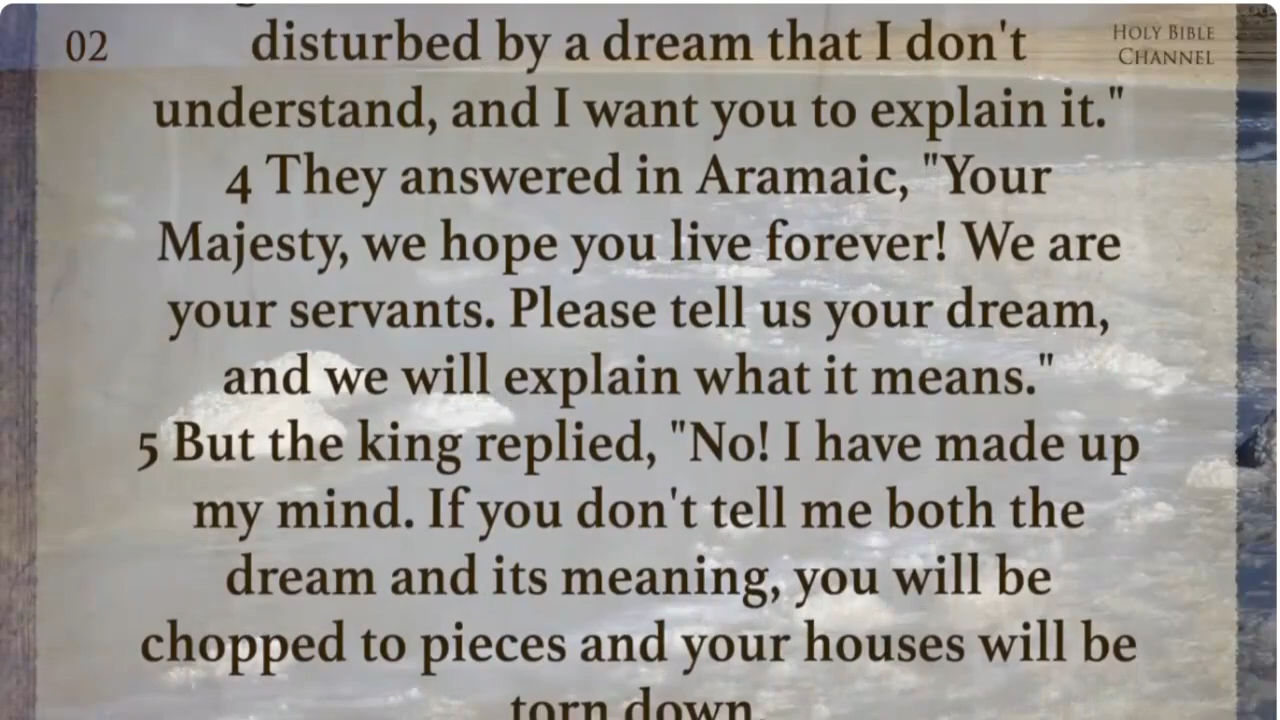 02
HOLY BIBLE
CHANNEL
disturbed by a dream that I don't
understand, and I want you to explain it."
4 They answered in Aramaic, "Your
Majesty, we hope you live forever! We are
your servants. Please tell us your dream,
and we will explain what it means."
5 But the king replied, "No! I have made up
my mind. If you don't tell me both the
dream and its meaning, you will be
chopped to pieces and your houses will be
torn down.